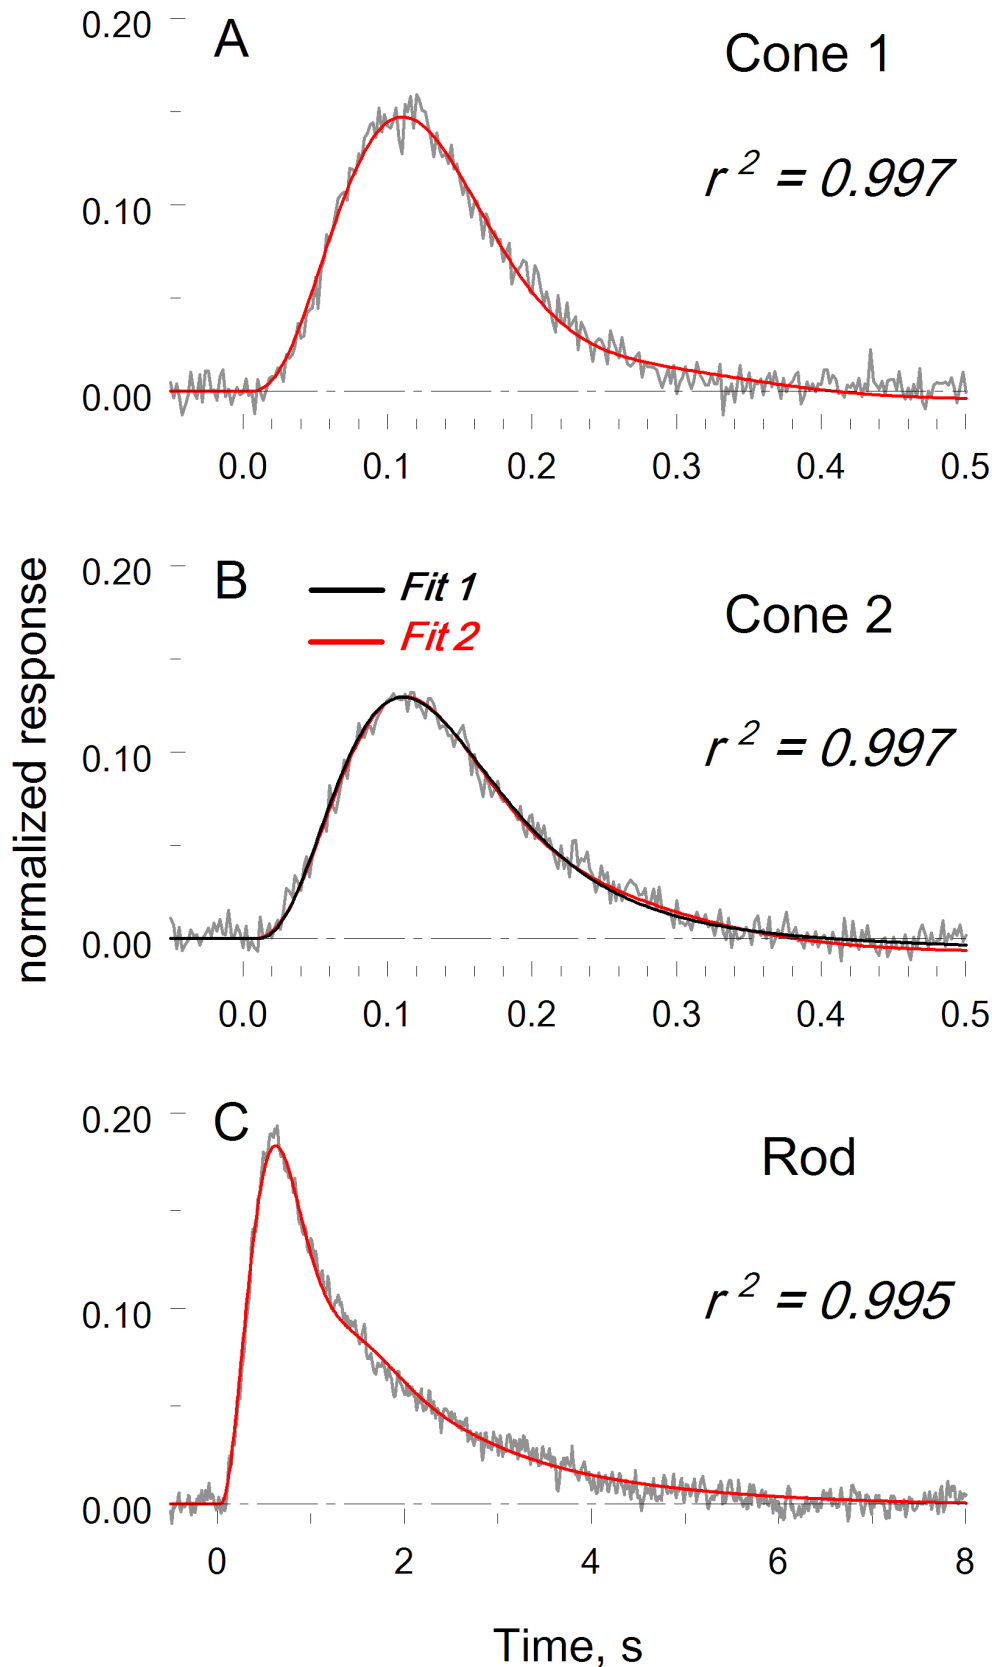 A
Cone 1
r 2 = 0.997
0.20
0.10
0.00
0.0 0.1 0.2 0.3 0.4 0.5
normalized response
B
Fit 1
Fit 2
Cone 2
r 2 = 0.997
0.20
0.10
0.00
0.0 0.1 0.2 0.3 0.4 0.5
C
Rod
r 2 = 0.995
0.20
0.10
0.00
0 2 4 6 8
Time, s